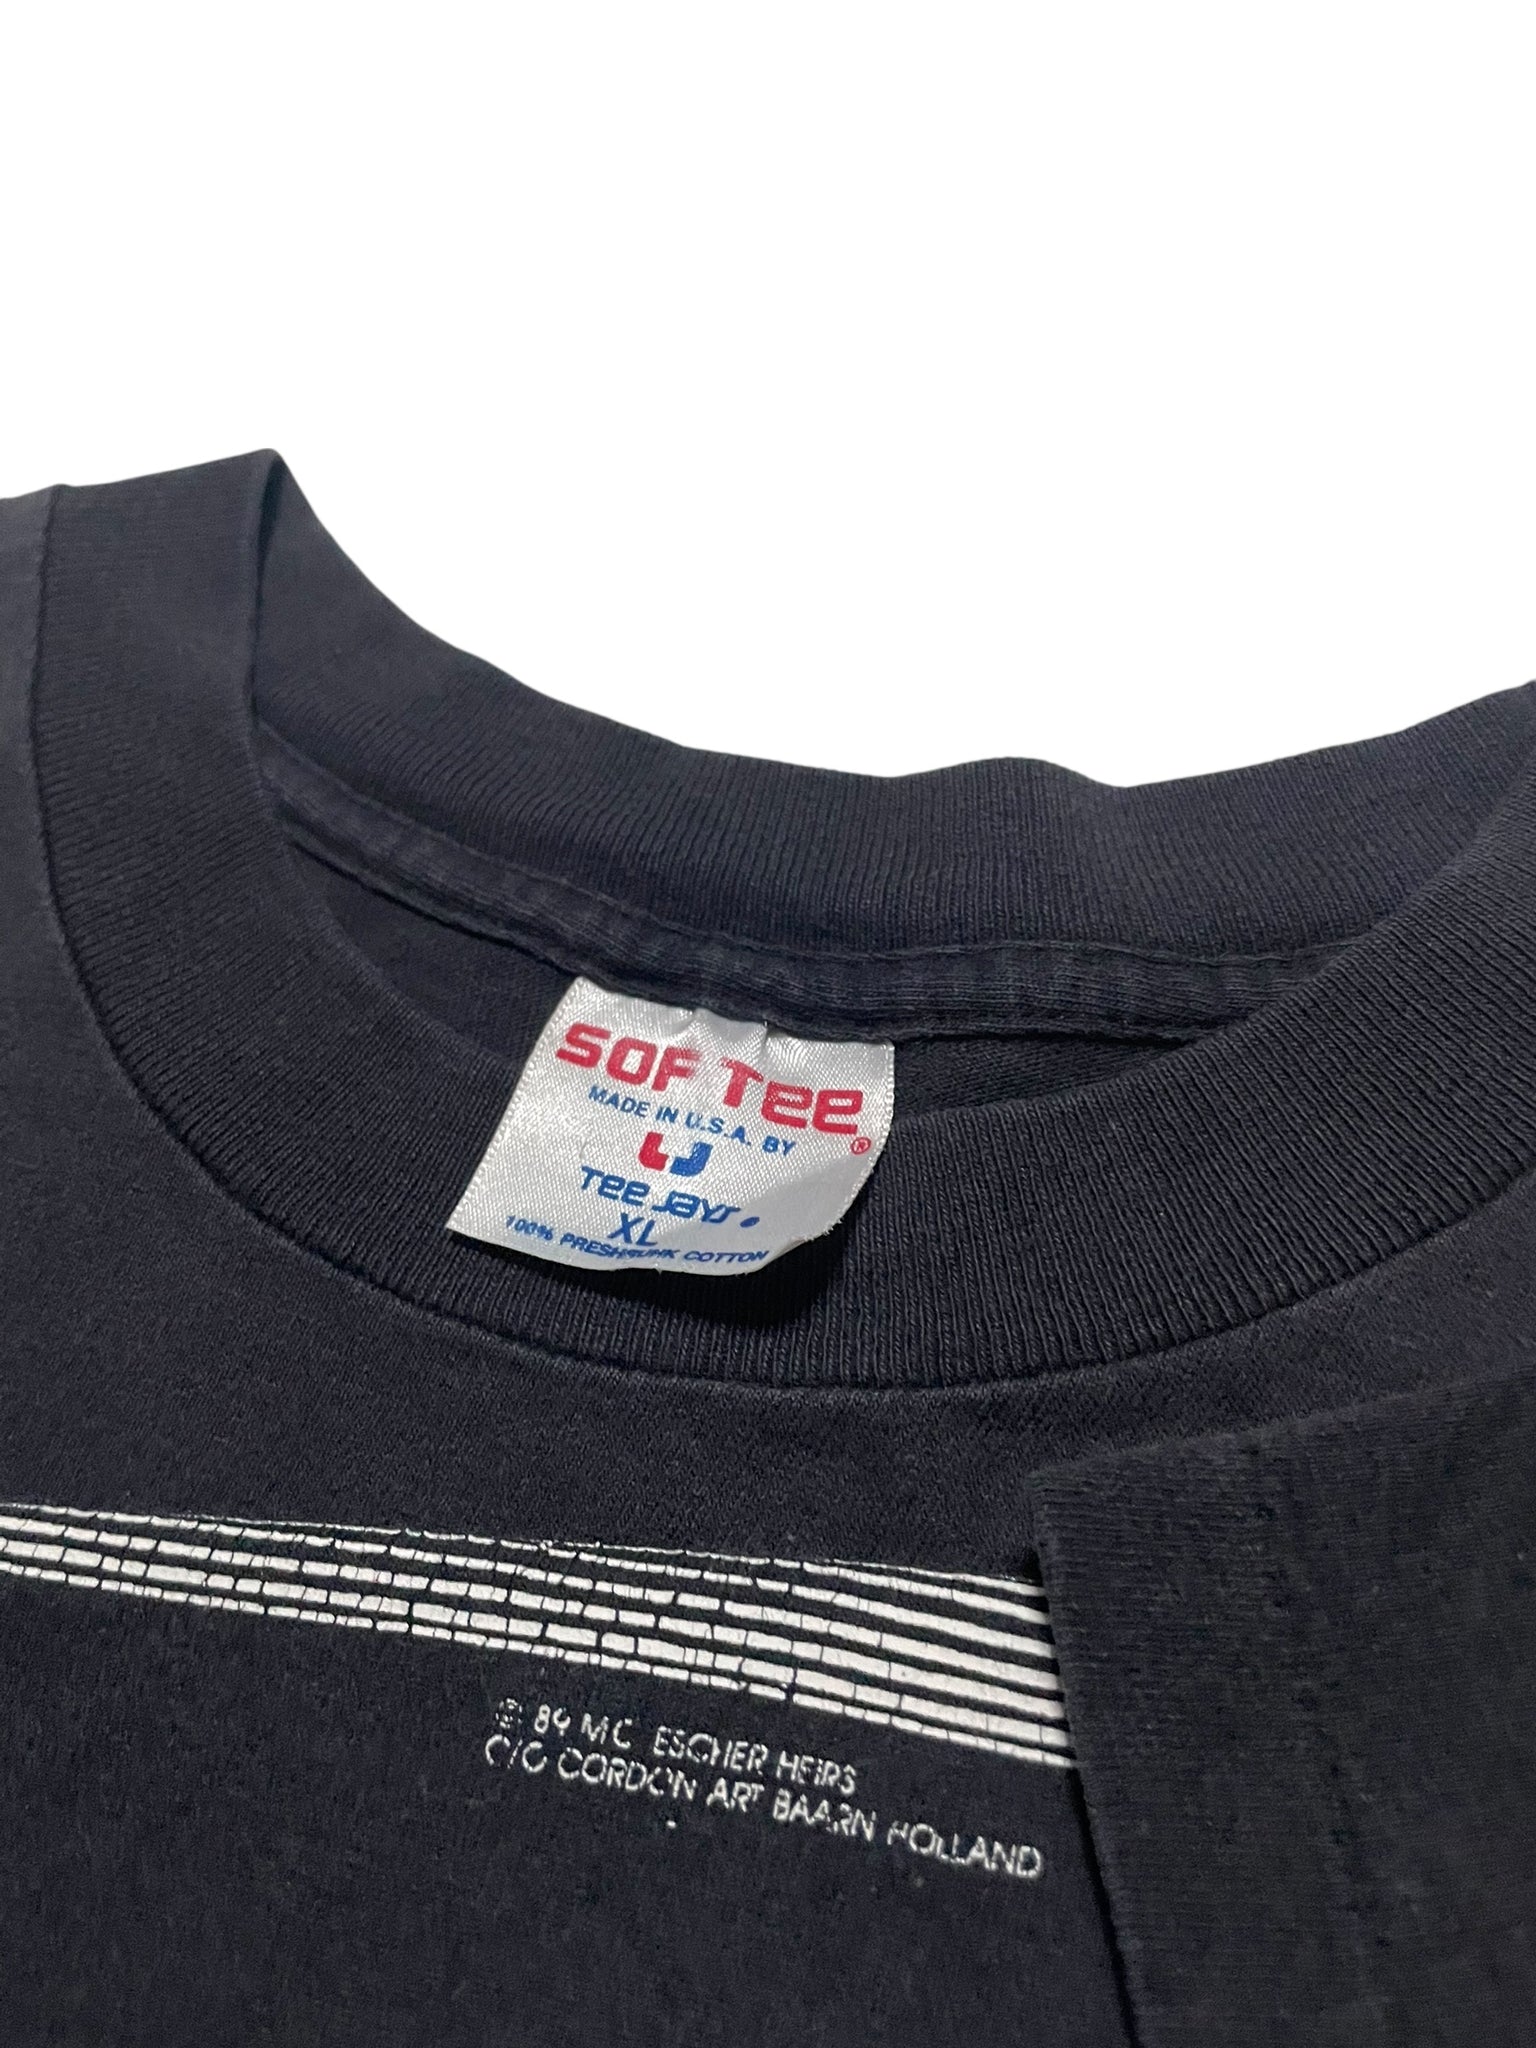 SOF TEE ®
MADE IN U.S.A. BY
TEE JAYS
XL
100% PRESHRUNK COTTON
© 89 M.C. ESCHER HEIRS
C/O CORDON ART BAARN HOLLAND